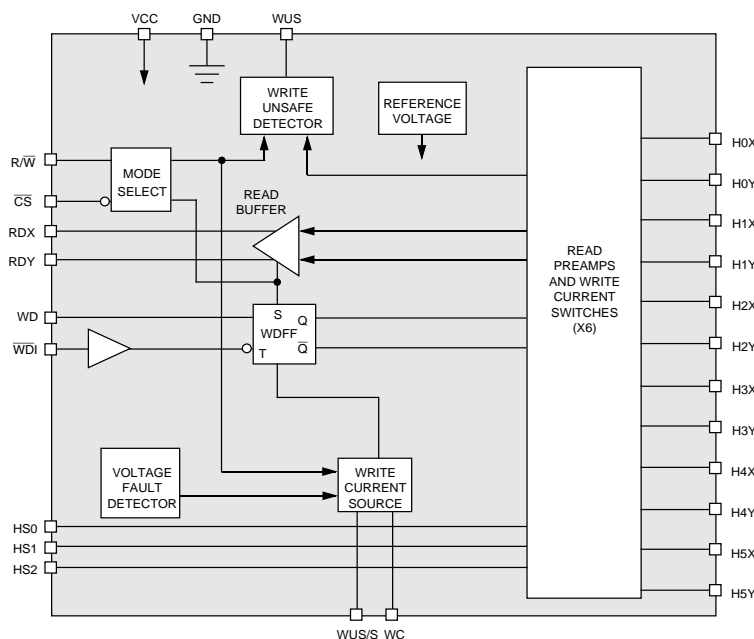 VCC
GND
WUS
WRITE
UNSAFE
DETECTOR
REFERENCE
VOLTAGE
R/W̅
MODE
SELECT
C̅S̅
READ
BUFFER
RDX
RDY
WD
S
Q
WDFF
Q̅
T
W̅D̅I̅
READ
PREAMPS
AND WRITE
CURRENT
SWITCHES
(X6)
H0X
H0Y
H1X
H1Y
H2X
H2Y
H3X
H3Y
H4X
H4Y
H5X
H5Y
VOLTAGE
FAULT
DETECTOR
WRITE
CURRENT
SOURCE
HS0
HS1
HS2
WUS/S
WC